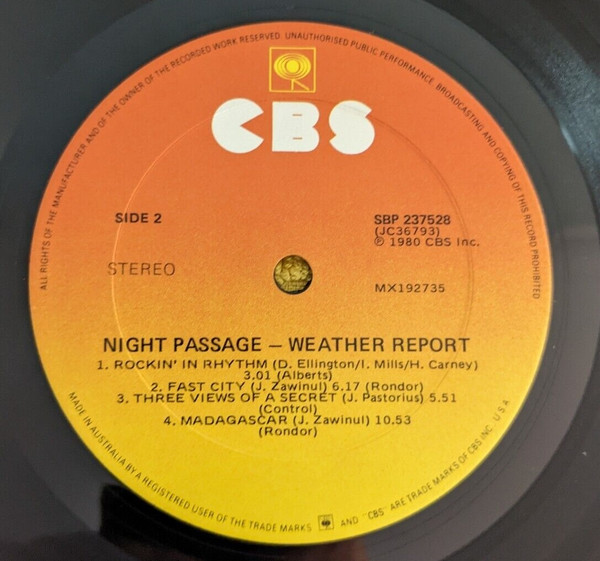 ALL RIGHTS OF THE MANUFACTURER AND OF THE OWNER OF THE RECORDED WORK RESERVED. UNAUTHORISED PUBLIC PERFORMANCE, BROADCASTING AND COPYING OF THIS RECORD PROHIBITED
CBS
SIDE 2
SBP 237528
(JC36793)
℗ 1980 CBS Inc.
STEREO
MX192735
NIGHT PASSAGE – WEATHER REPORT
1. ROCKIN' IN RHYTHM (D. Ellington/I. Mills/H. Carney)
3.01 (Alberts)
2. FAST CITY (J. Zawinul) 6.17 (Rondor)
3. THREE VIEWS OF A SECRET (J. Pastorius) 5.51
(Control)
4. MADAGASCAR (J. Zawinul) 10.53
(Rondor)
MADE IN AUSTRALIA BY A REGISTERED USER OF THE TRADE MARKS AND "CBS" ARE TRADE MARKS OF CBS INC. U S A